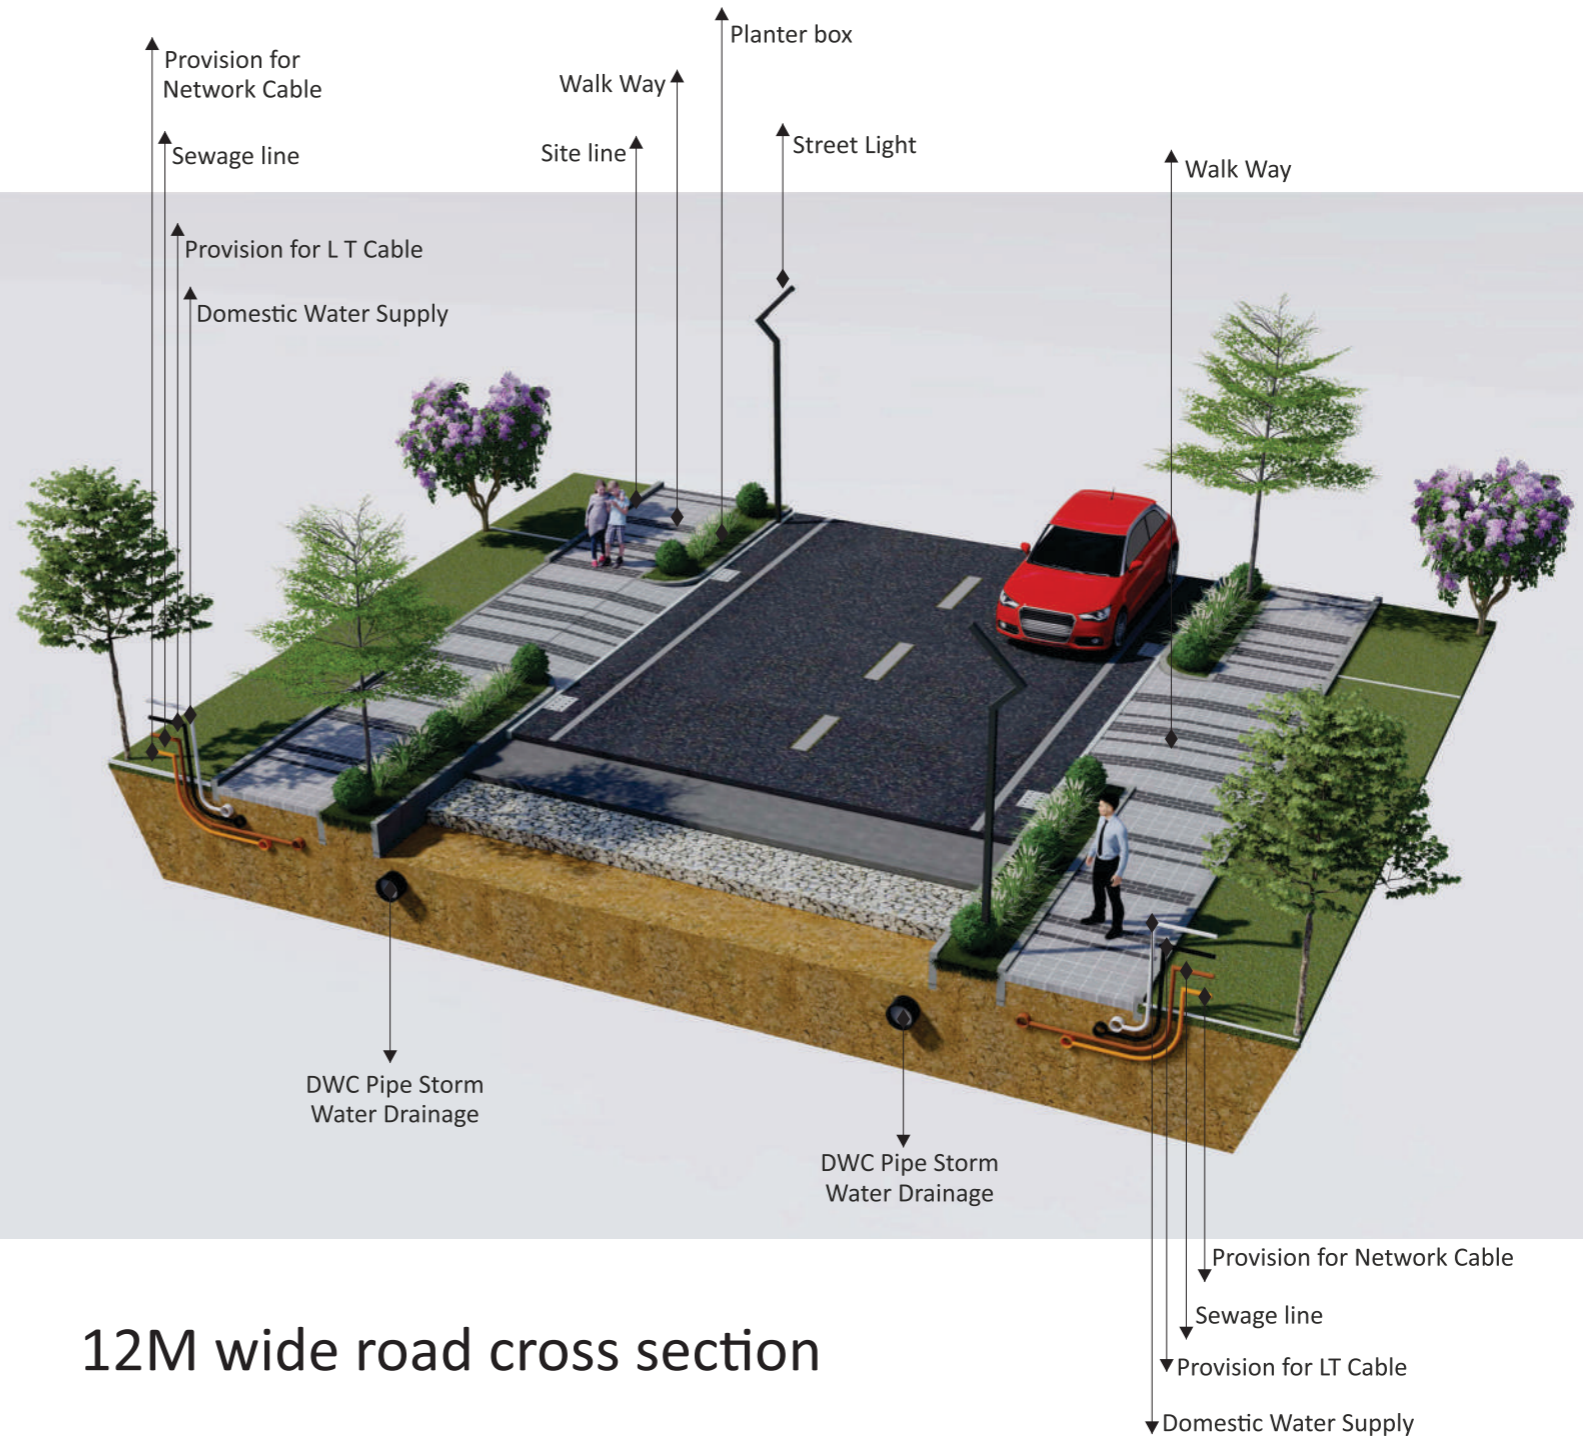 Planter box
Provision for
Network Cable
Walk Way
Street Light
Site line
Sewage line
Walk Way
Provision for L T Cable
Domestic Water Supply
DWC Pipe Storm
Water Drainage
DWC Pipe Storm
Water Drainage
Provision for Network Cable
Sewage line
12M wide road cross section
Provision for LT Cable
Domestic Water Supply